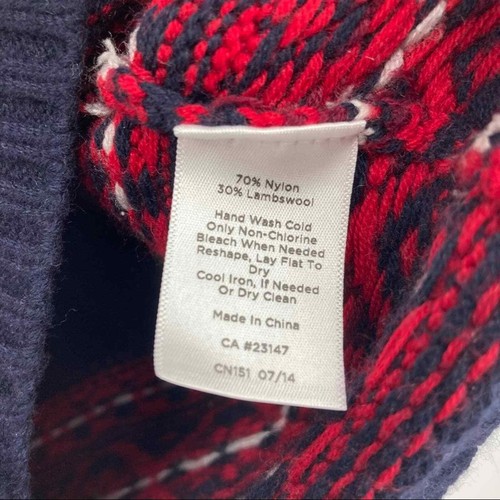 70% Nylon
30% Lambswool
Hand Wash Cold
Only Non-Chlorine
Bleach When Needed
Reshape, Lay Flat To
Dry
Cool Iron, If Needed
Or Dry Clean
Made In China
CA #23147
CN151 07/14